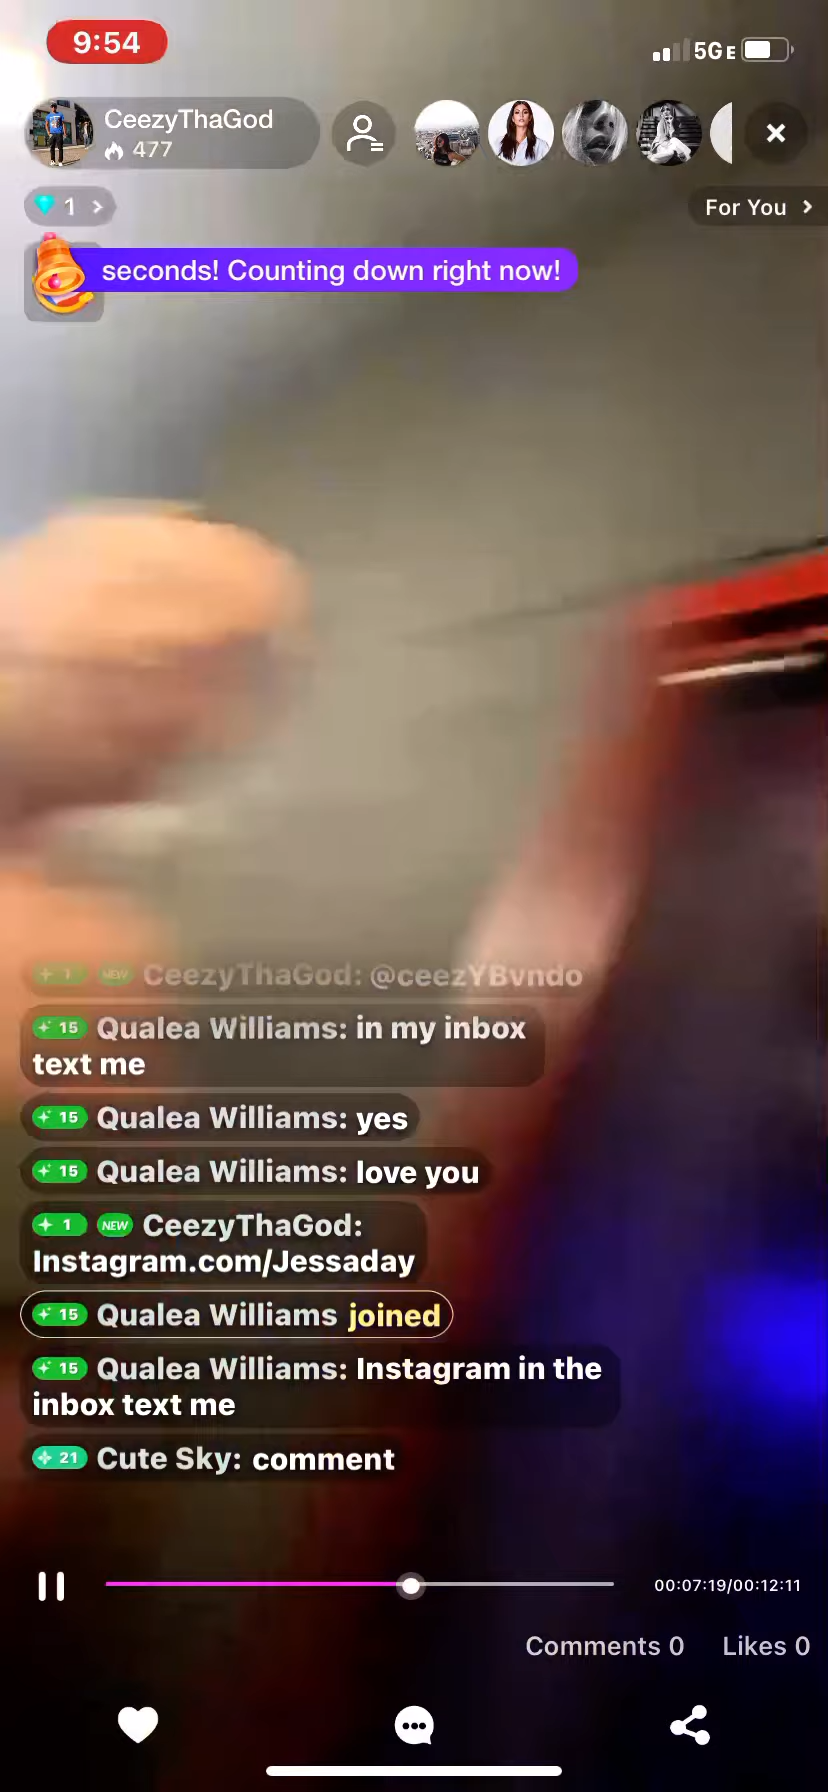 9:54
5GE
CeezyThaGod
477
1 >
For You >
seconds! Counting down right now!
1 NEW CeezyThaGod: @ceezYBvndo
15 Qualea Williams: in my inbox
text me
15 Qualea Williams: yes
15 Qualea Williams: love you
1 NEW CeezyThaGod:
Instagram.com/Jessaday
15 Qualea Williams joined
15 Qualea Williams: Instagram in the
inbox text me
21 Cute Sky: comment
00:07:19/00:12:11
Comments 0 Likes 0